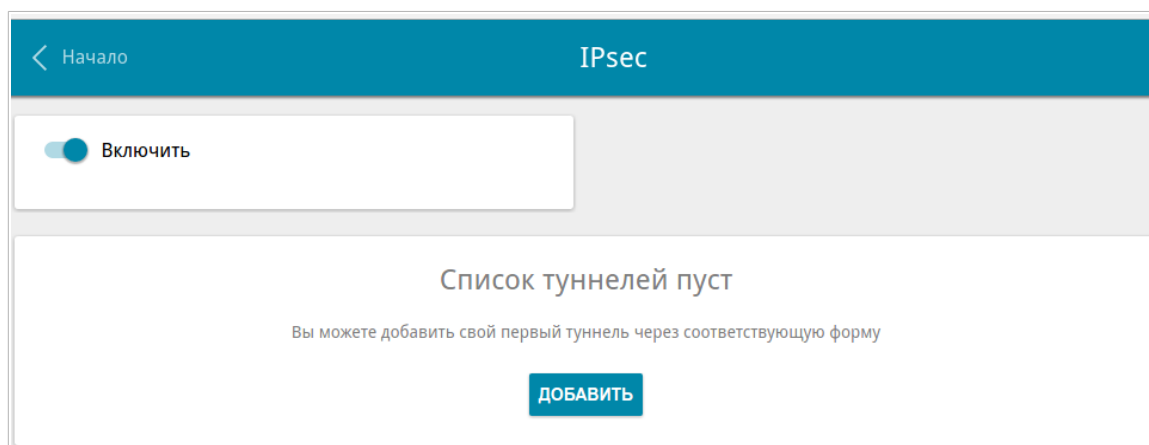 Начало
IPsec
Включить
Список туннелей пуст
Вы можете добавить свой первый туннель через соответствующую форму
ДОБАВИТЬ